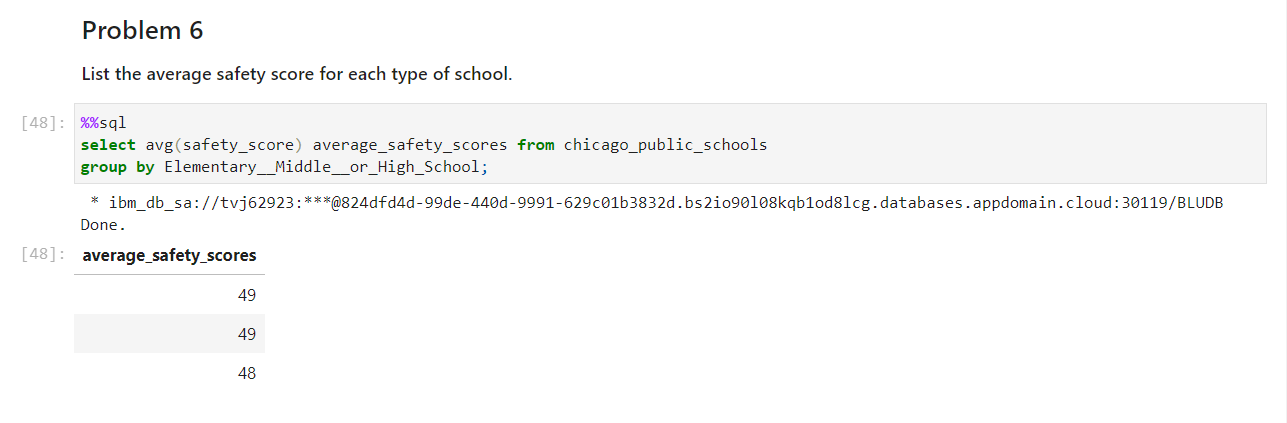 Problem 6
List the average safety score for each type of school.
[48]: %%sql
select avg(safety_score) average_safety_scores from chicago_public_schools
group by Elementary__Middle__or_High_School;
* ibm_db_sa://tvj62923:***@824dfd4d-99de-440d-9991-629c01b3832d.bs2io90l08kqb1od8lcg.databases.appdomain.cloud:30119/BLUDB
Done.
[48]: average_safety_scores
49
49
48